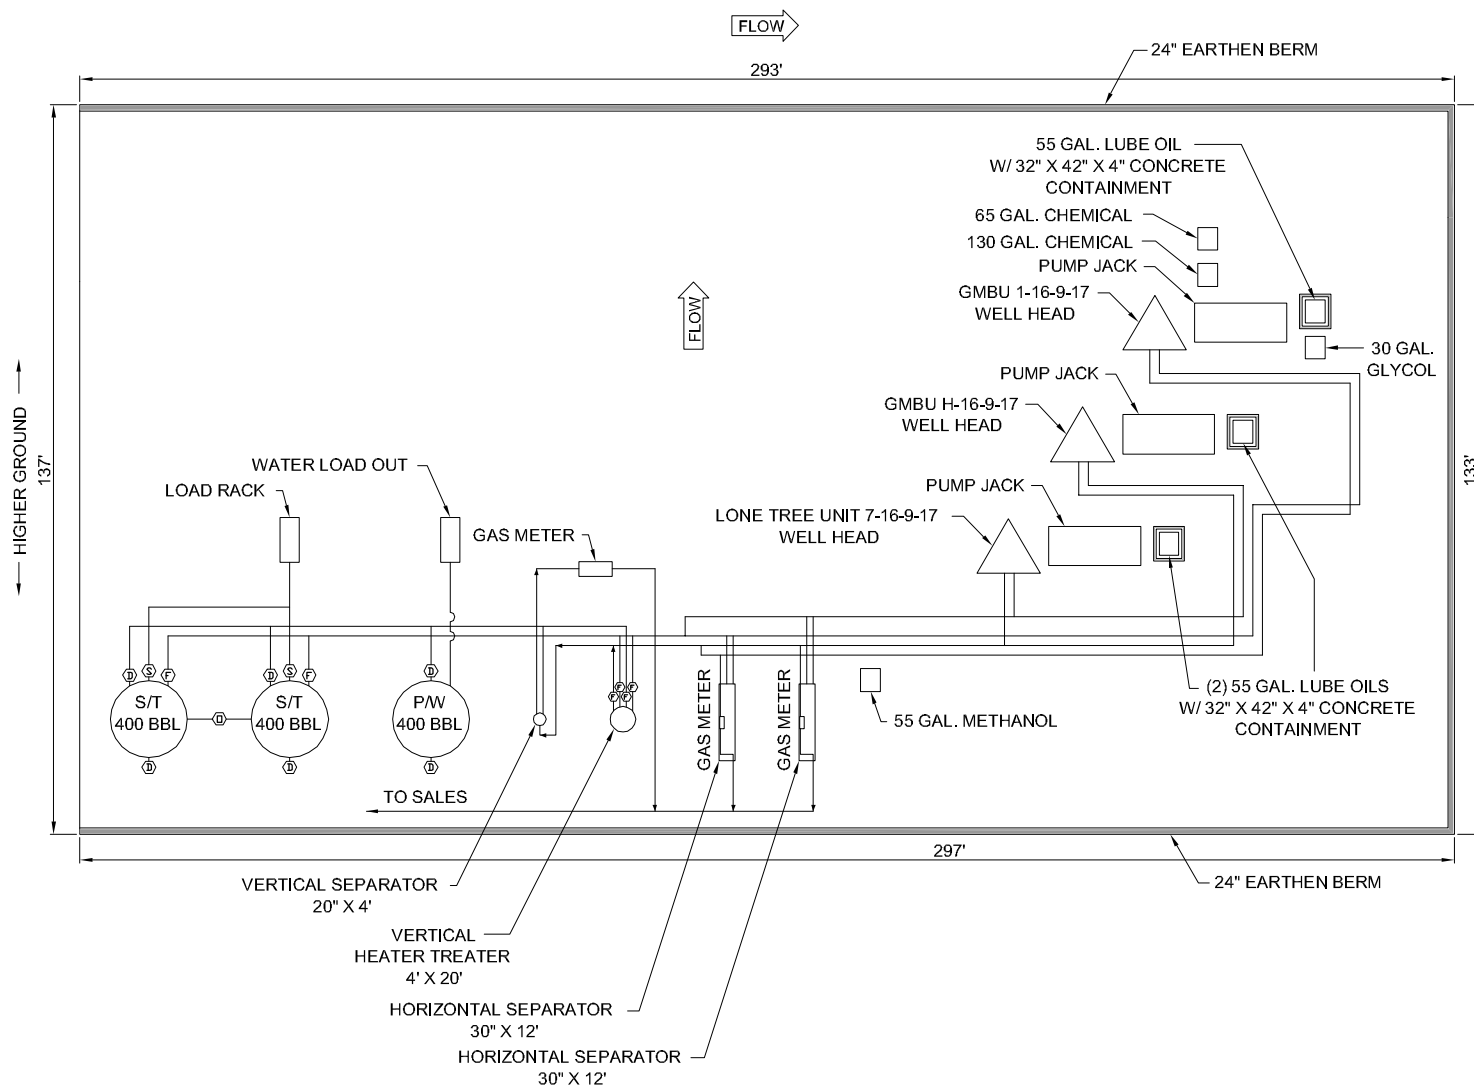 FLOW
24" EARTHEN BERM
293'
55 GAL. LUBE OIL
W/ 32" X 42" X 4" CONCRETE
CONTAINMENT
65 GAL. CHEMICAL
130 GAL. CHEMICAL
PUMP JACK
GMBU 1-16-9-17
WELL HEAD
FLOW
30 GAL.
GLYCOL
PUMP JACK
GMBU H-16-9-17
WELL HEAD
HIGHER GROUND
137'
133'
WATER LOAD OUT
LOAD RACK
PUMP JACK
LONE TREE UNIT 7-16-9-17
WELL HEAD
GAS METER
D
S
F
D
S
F
D
F
F
F
F
S/T
400 BBL
D
S/T
400 BBL
P/W
400 BBL
GAS METER
GAS METER
55 GAL. METHANOL
(2) 55 GAL. LUBE OILS
W/ 32" X 42" X 4" CONCRETE
CONTAINMENT
D
D
D
TO SALES
297'
24" EARTHEN BERM
VERTICAL SEPARATOR
20" X 4'
VERTICAL
HEATER TREATER
4' X 20'
HORIZONTAL SEPARATOR
30" X 12'
HORIZONTAL SEPARATOR
30" X 12'